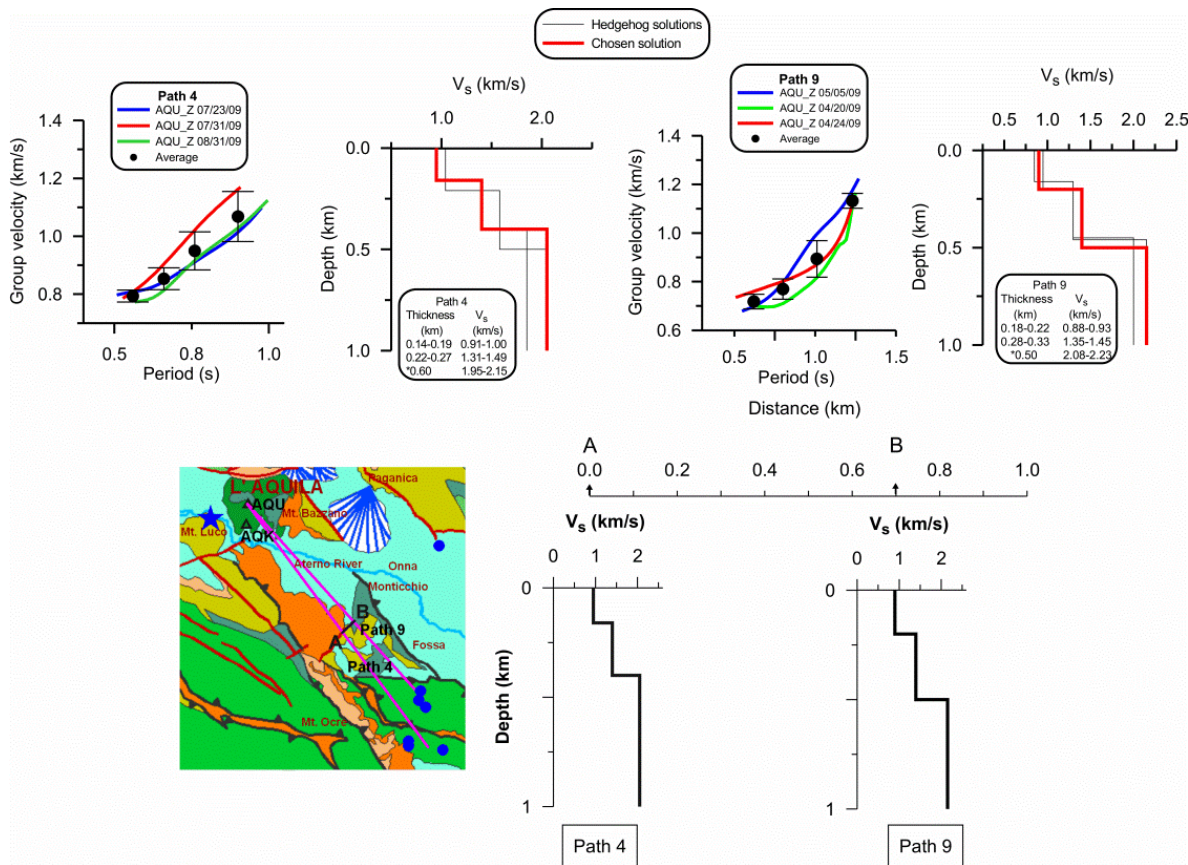 Hedgehog solutions
Chosen solution
Path 4
AQU_Z 07/23/09
AQU_Z 07/31/09
AQU_Z 08/31/09
Average
Group velocity (km/s)
1.4
1.2
1.0
0.8
0.5 0.8 1.0
Period (s)
Vs (km/s)
1.0 2.0
0.0
0.5
1.0
Depth (km)
Path 4
Thickness Vs
(km) (km/s)
0.14-0.19 0.91-1.00
0.22-0.27 1.31-1.49
*0.60 1.95-2.15
Path 9
AQU_Z 05/05/09
AQU_Z 04/20/09
AQU_Z 04/24/09
Average
Group velocity (km/s)
1.4
1.2
1.0
0.8
0.6
0.5 0.7 1.0 1.2 1.5
Period (s)
Vs (km/s)
0.5 1.0 1.5 2.0 2.5
0.0
0.5
1.0
Depth (km)
Path 9
Thickness Vs
(km) (km/s)
0.18-0.22 0.88-0.93
0.28-0.33 1.35-1.45
*0.50 2.08-2.23
Distance (km)
A B
0.0 0.2 0.4 0.6 0.8 1.0
L'AQUILA
Paganica
AQU
Mt. Bazzano
Mt. Luco
AQK
Aterno River
Onna
Monticchio
B
Path 9
A
Fossa
Path 4
Mt. Ocre
Vs (km/s)
0 1 2
0
1
Depth (km)
Path 4
Vs (km/s)
0 1 2
0
1
Depth (km)
Path 9